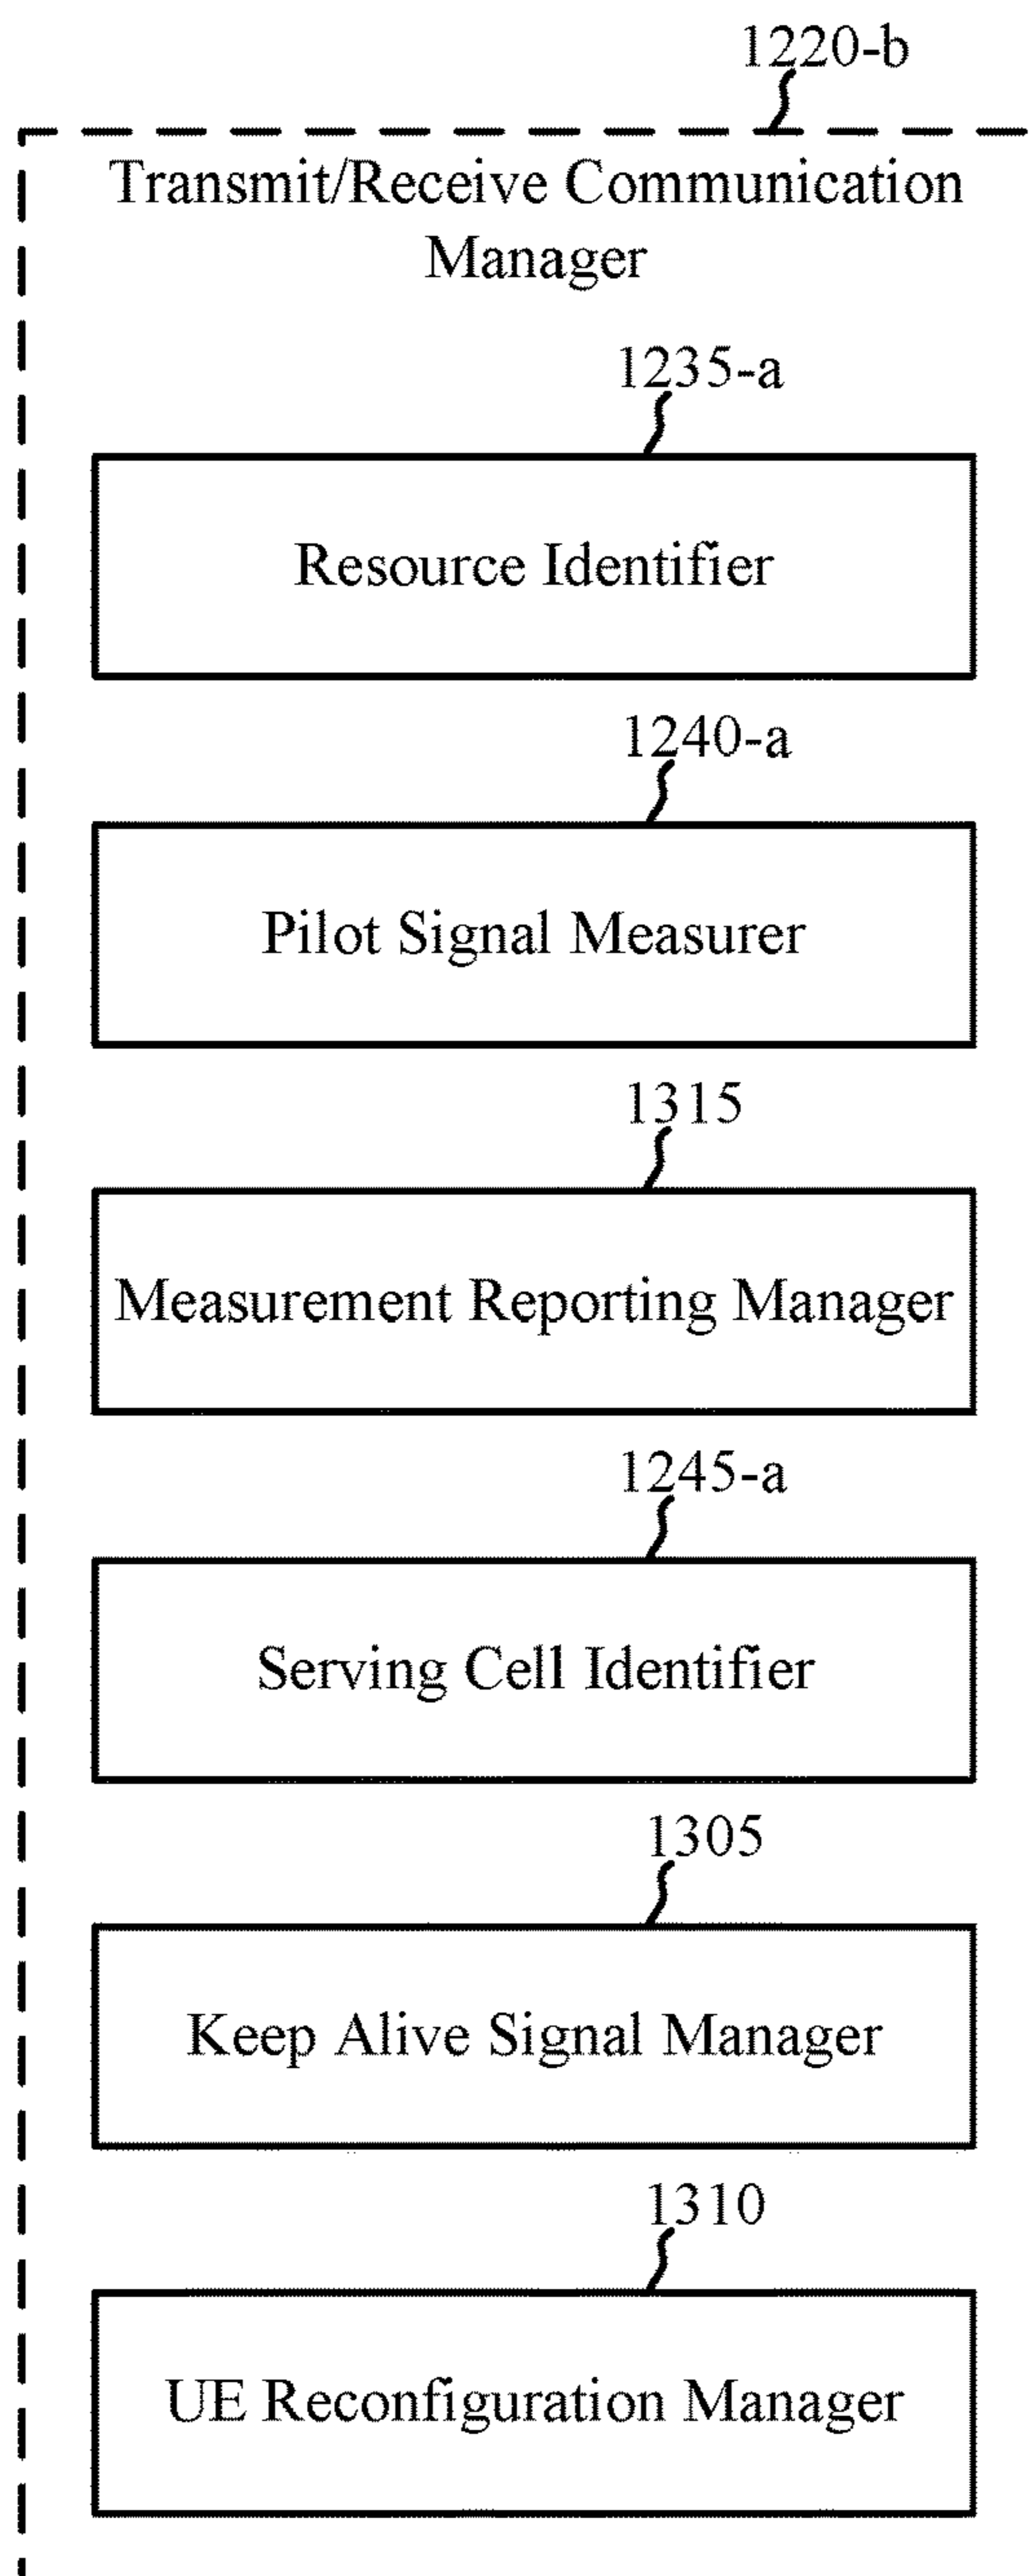 1220-b
Transmit/Receive Communication
Manager
1235-a
Resource Identifier
1240-a
Pilot Signal Measurer
1315
Measurement Reporting Manager
1245-a
Serving Cell Identifier
1305
Keep Alive Signal Manager
1310
UE Reconfiguration Manager